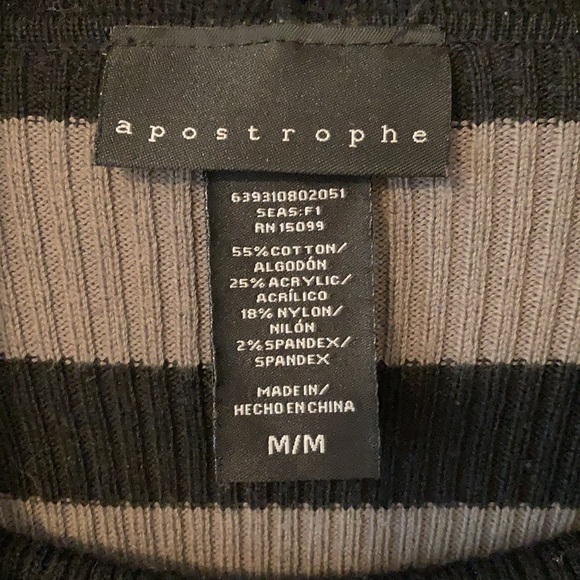 apostrophe
639310802051
SEAS:F1
RN 15099
55% COTTON/
ALGODÓN
25% ACRYLIC/
ACRÍLICO
18% NYLON/
NILÓN
2% SPANDEX/
SPANDEX
MADE IN/
HECHO EN CHINA
M/M